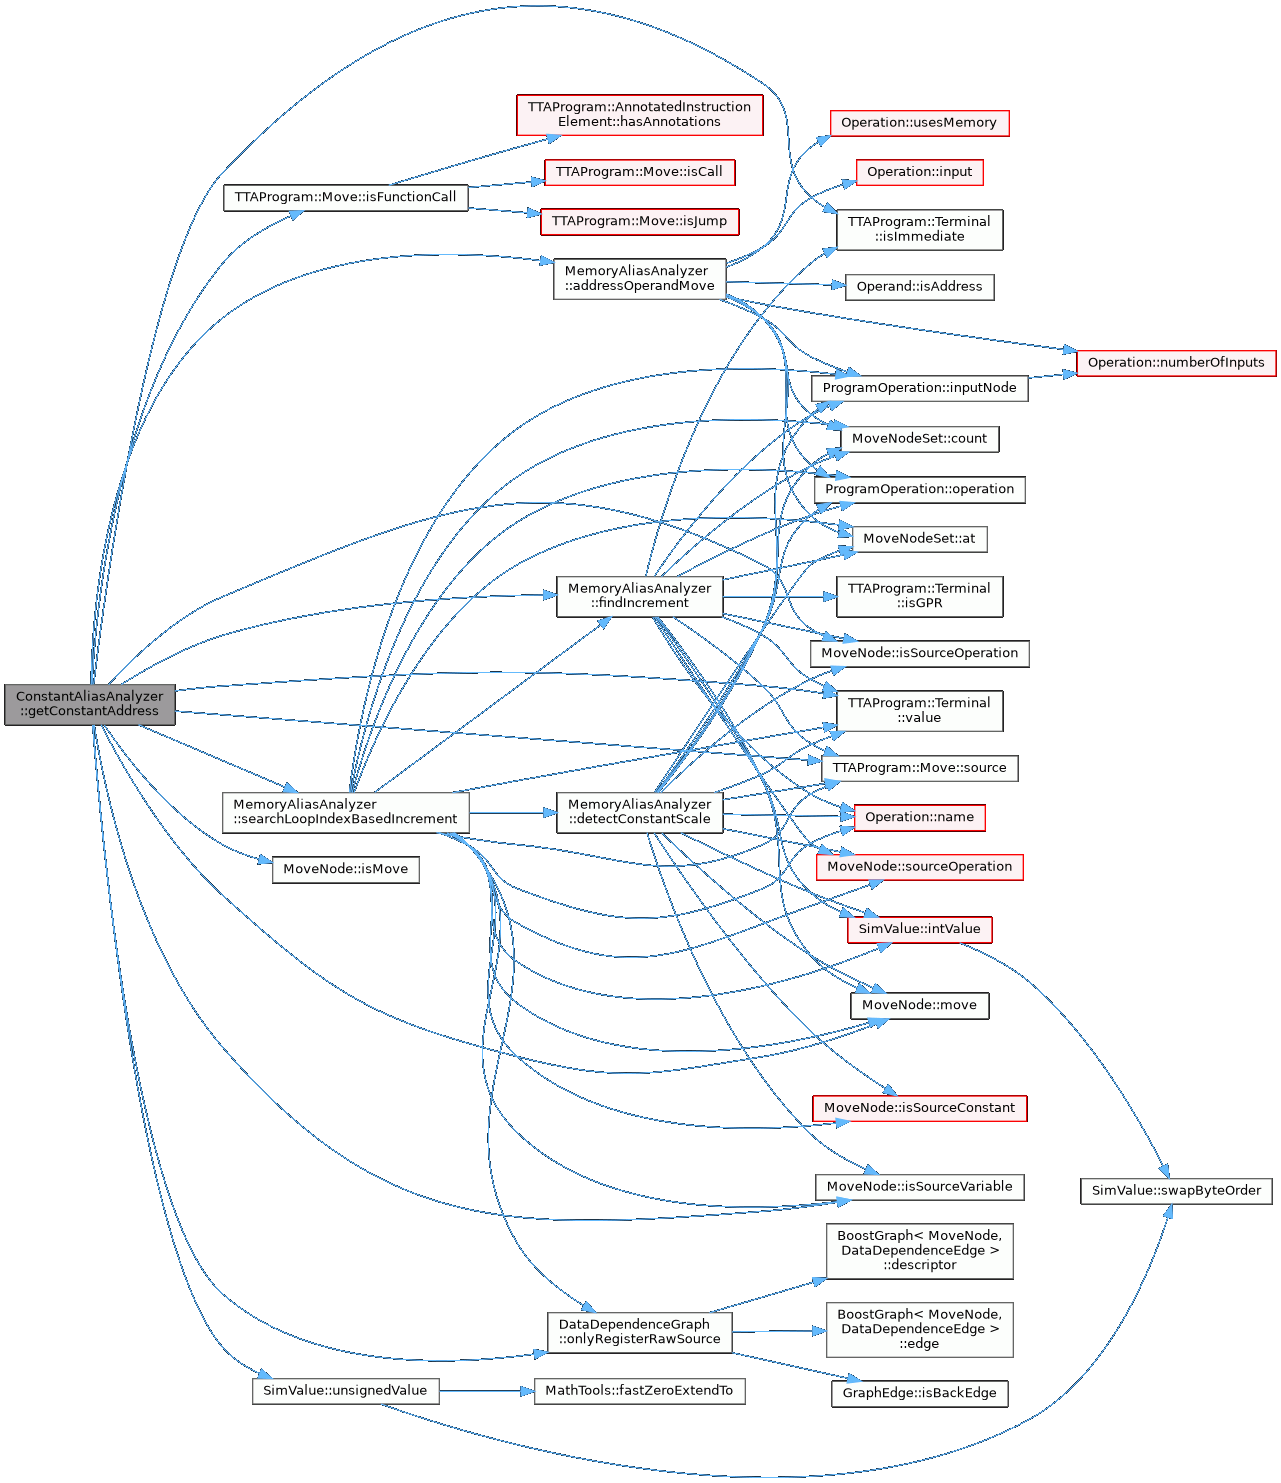 TTAProgram::AnnotatedInstruction
Element::hasAnnotations
Operation::usesMemory
TTAProgram::Move::isCall
Operation::input
TTAProgram::Move::isFunctionCall
TTAProgram::Move::isJump
TTAProgram::Terminal
::isImmediate
MemoryAliasAnalyzer
::addressOperandMove
Operand::isAddress
Operation::numberOfInputs
ProgramOperation::inputNode
MoveNodeSet::count
ProgramOperation::operation
MoveNodeSet::at
MemoryAliasAnalyzer
::findIncrement
TTAProgram::Terminal
::isGPR
MoveNode::isSourceOperation
ConstantAliasAnalyzer
::getConstantAddress
TTAProgram::Terminal
::value
TTAProgram::Move::source
MemoryAliasAnalyzer
::searchLoopIndexBasedIncrement
MemoryAliasAnalyzer
::detectConstantScale
Operation::name
MoveNode::isMove
MoveNode::sourceOperation
SimValue::intValue
MoveNode::move
MoveNode::isSourceConstant
MoveNode::isSourceVariable
SimValue::swapByteOrder
BoostGraph< MoveNode,
DataDependenceEdge >
::descriptor
DataDependenceGraph
::onlyRegisterRawSource
BoostGraph< MoveNode,
DataDependenceEdge >
::edge
SimValue::unsignedValue
MathTools::fastZeroExtendTo
GraphEdge::isBackEdge